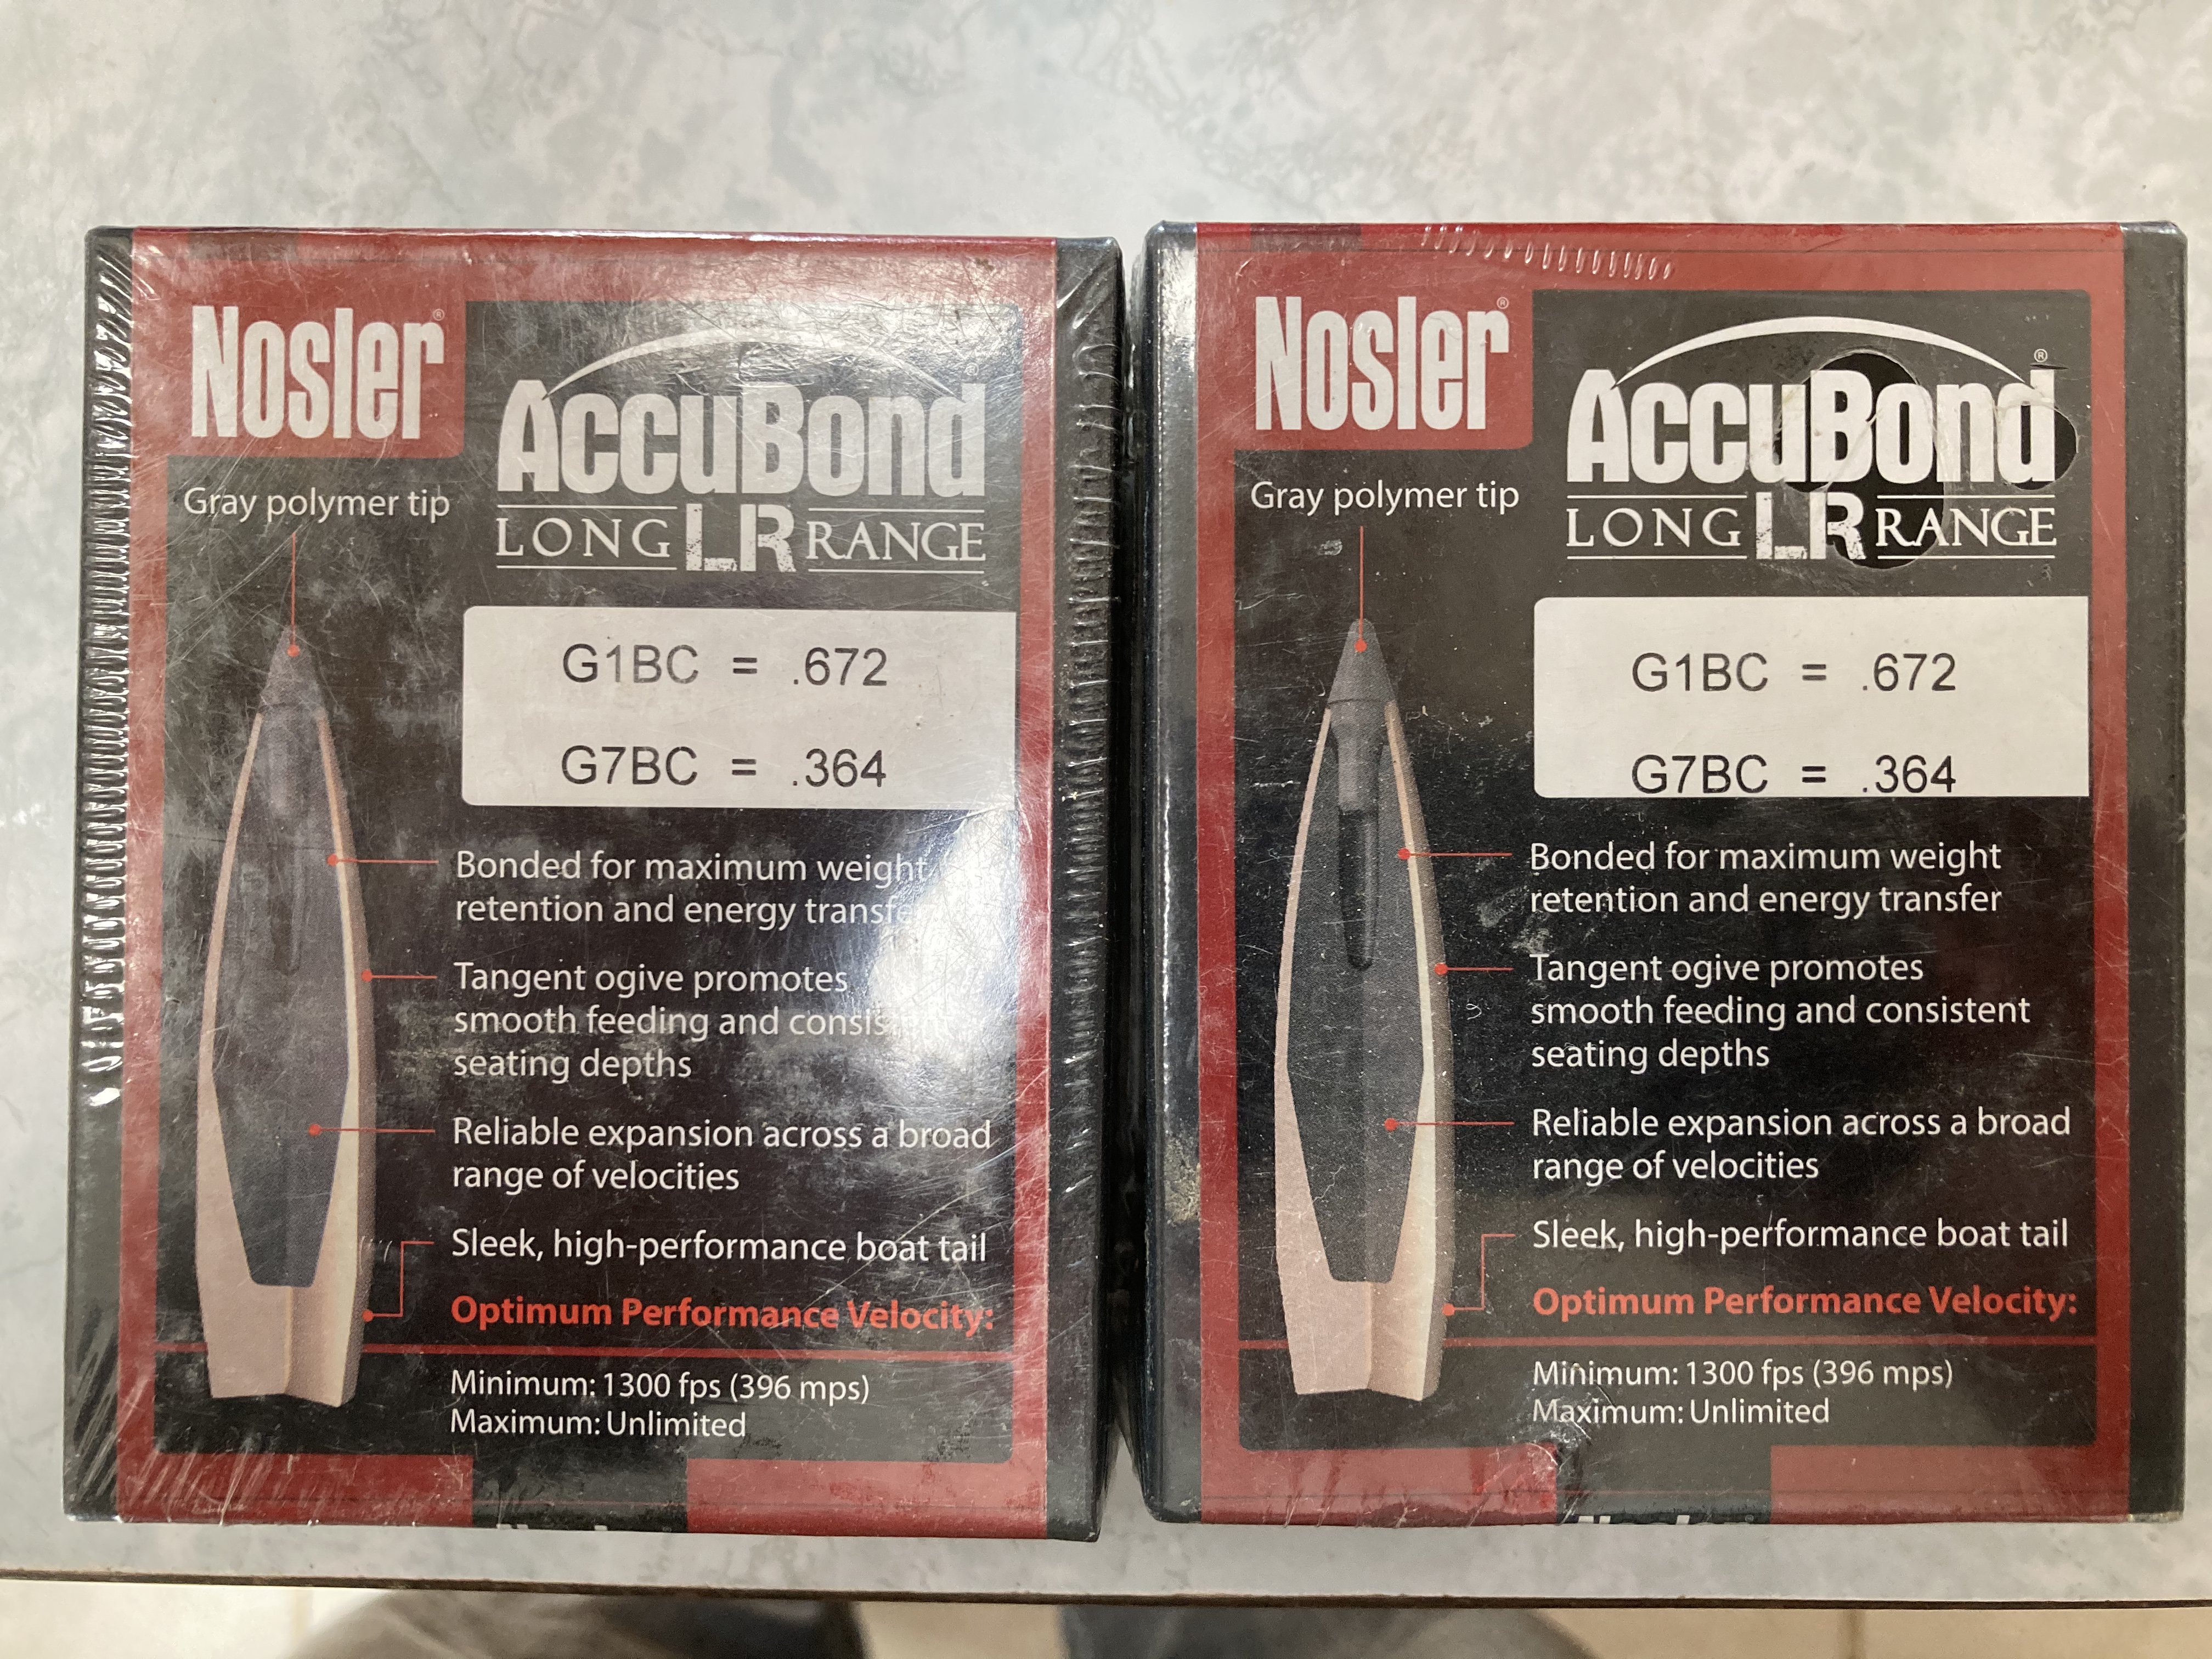 Nosler®
AccuBond®
LONG LR RANGE
Gray polymer tip
G1BC = .672
G7BC = .364
Bonded for maximum weight
retention and energy transfer
Tangent ogive promotes
smooth feeding and consistent
seating depths
Reliable expansion across a broad
range of velocities
Sleek, high-performance boat tail
Optimum Performance Velocity:
Minimum: 1300 fps (396 mps)
Maximum: Unlimited
Nosler®
AccuBond®
LONG LR RANGE
Gray polymer tip
G1BC = .672
G7BC = .364
Bonded for maximum weight
retention and energy transfer
Tangent ogive promotes
smooth feeding and consistent
seating depths
Reliable expansion across a broad
range of velocities
Sleek, high-performance boat tail
Optimum Performance Velocity:
Minimum: 1300 fps (396 mps)
Maximum: Unlimited